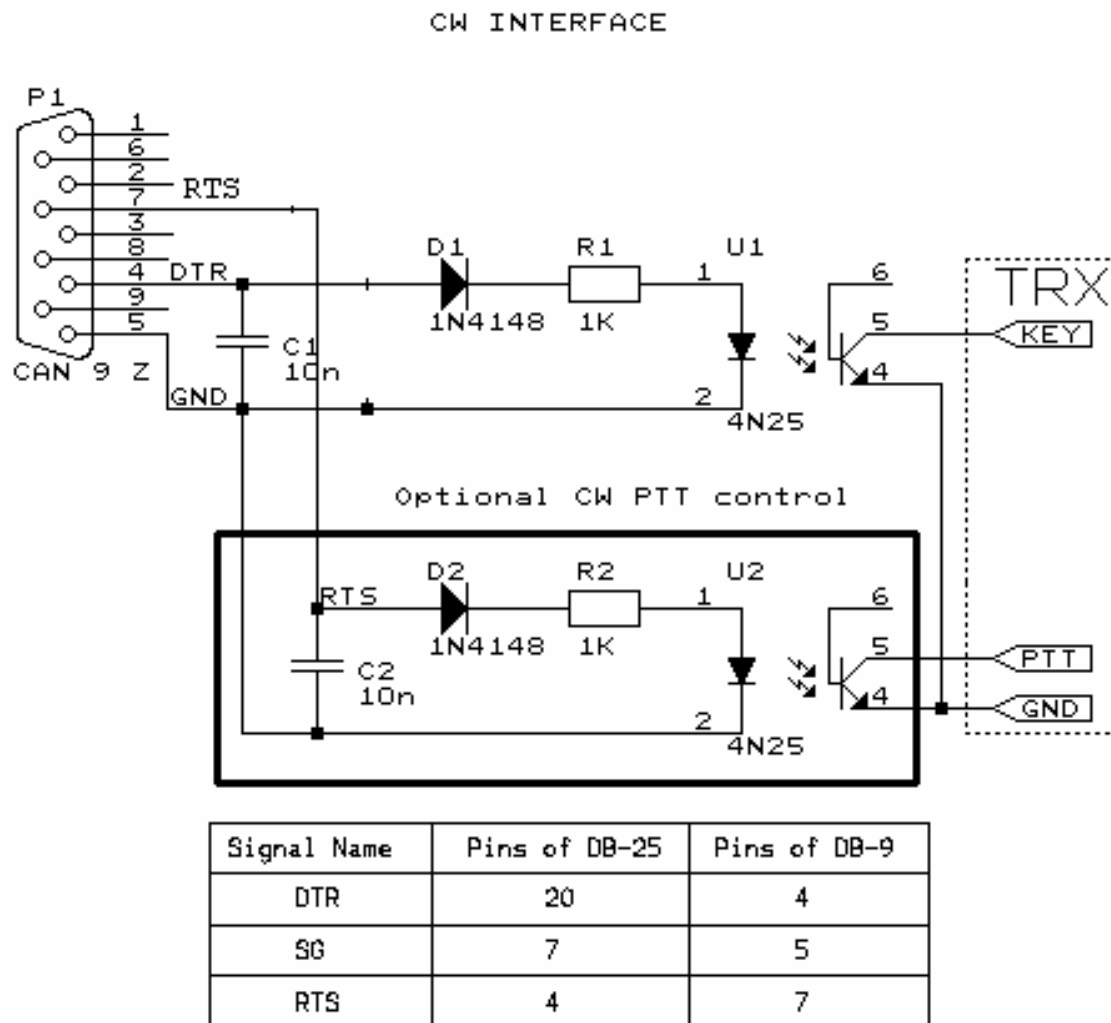 CW INTERFACE
P1
1
6
2
RTS
7
3
8
DTR
4
9
5
CAN 9 Z
GND
C1
10n
D1
1N4148
R1
1K
U1
1
2
4N25
6
5
4
TRX
KEY
Optional CW PTT control
RTS
C2
10n
D2
1N4148
R2
1K
U2
1
2
4N25
6
5
4
PTT
GND
Signal Name Pins of DB-25 Pins of DB-9
DTR 20 4
SG 7 5
RTS 4 7